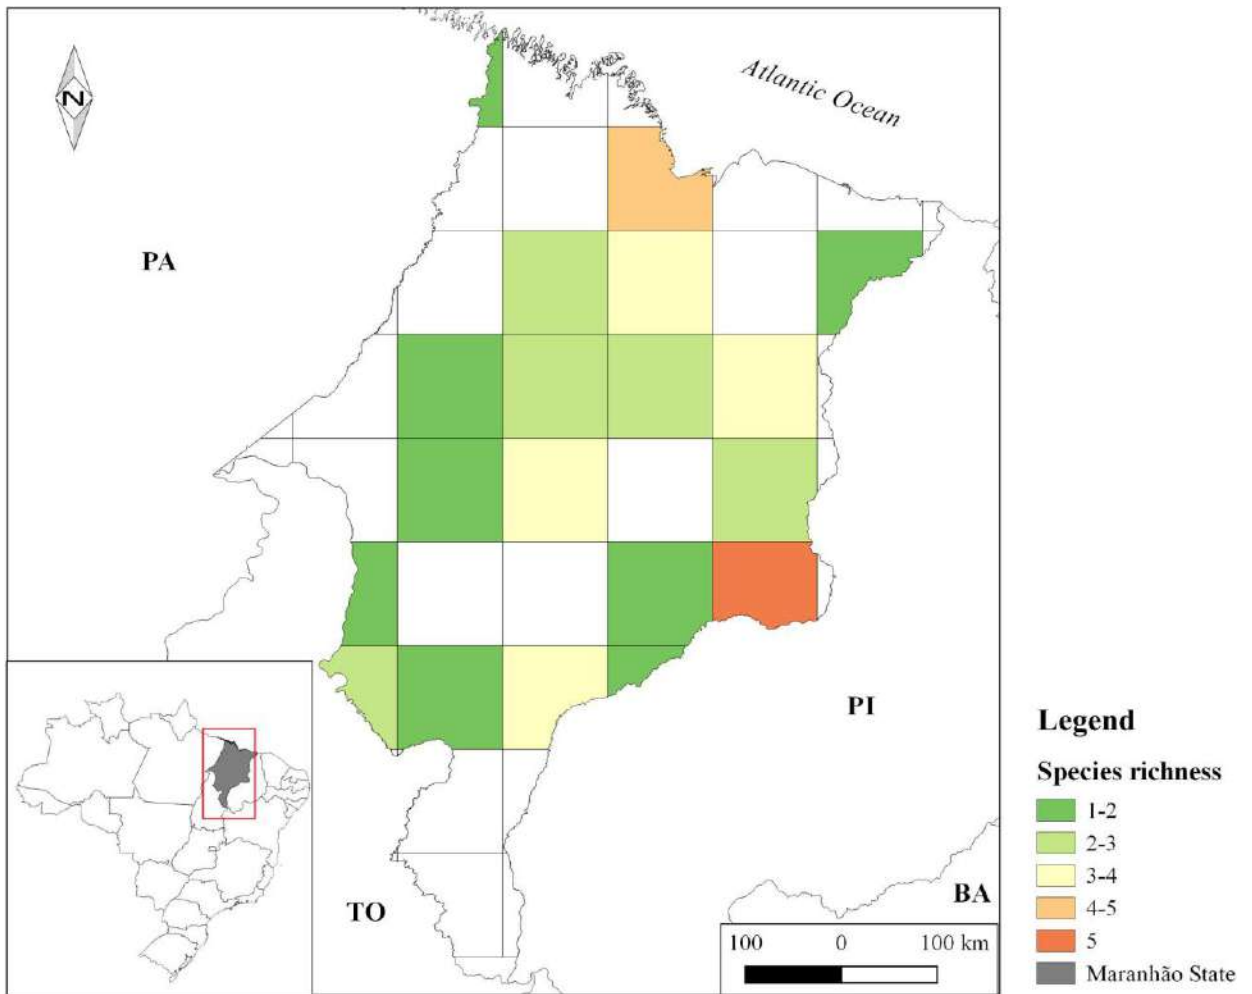 N
Atlantic Ocean
PA
PI
TO
BA
100 0 100 km
Legend
Species richness
1-2
2-3
3-4
4-5
5
Maranhão State